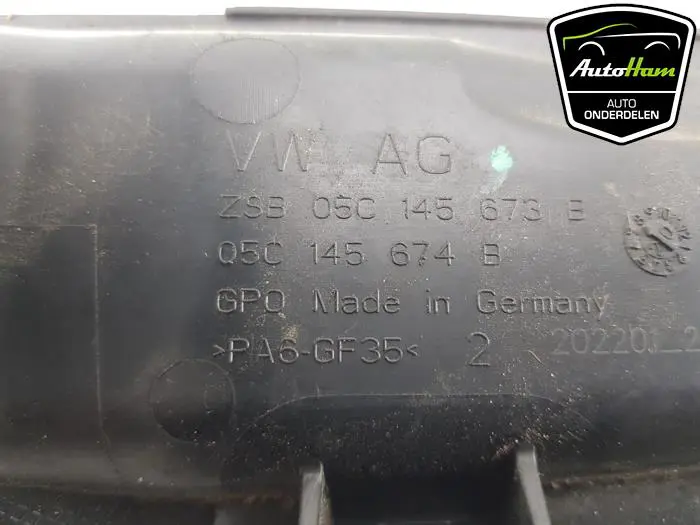 AutoHam
AUTO
ONDERDELEN
VW AG
ZSB 05C 145 673 B
05C 145 674 B
GPO Made in Germany
>PA6-GF35< 2